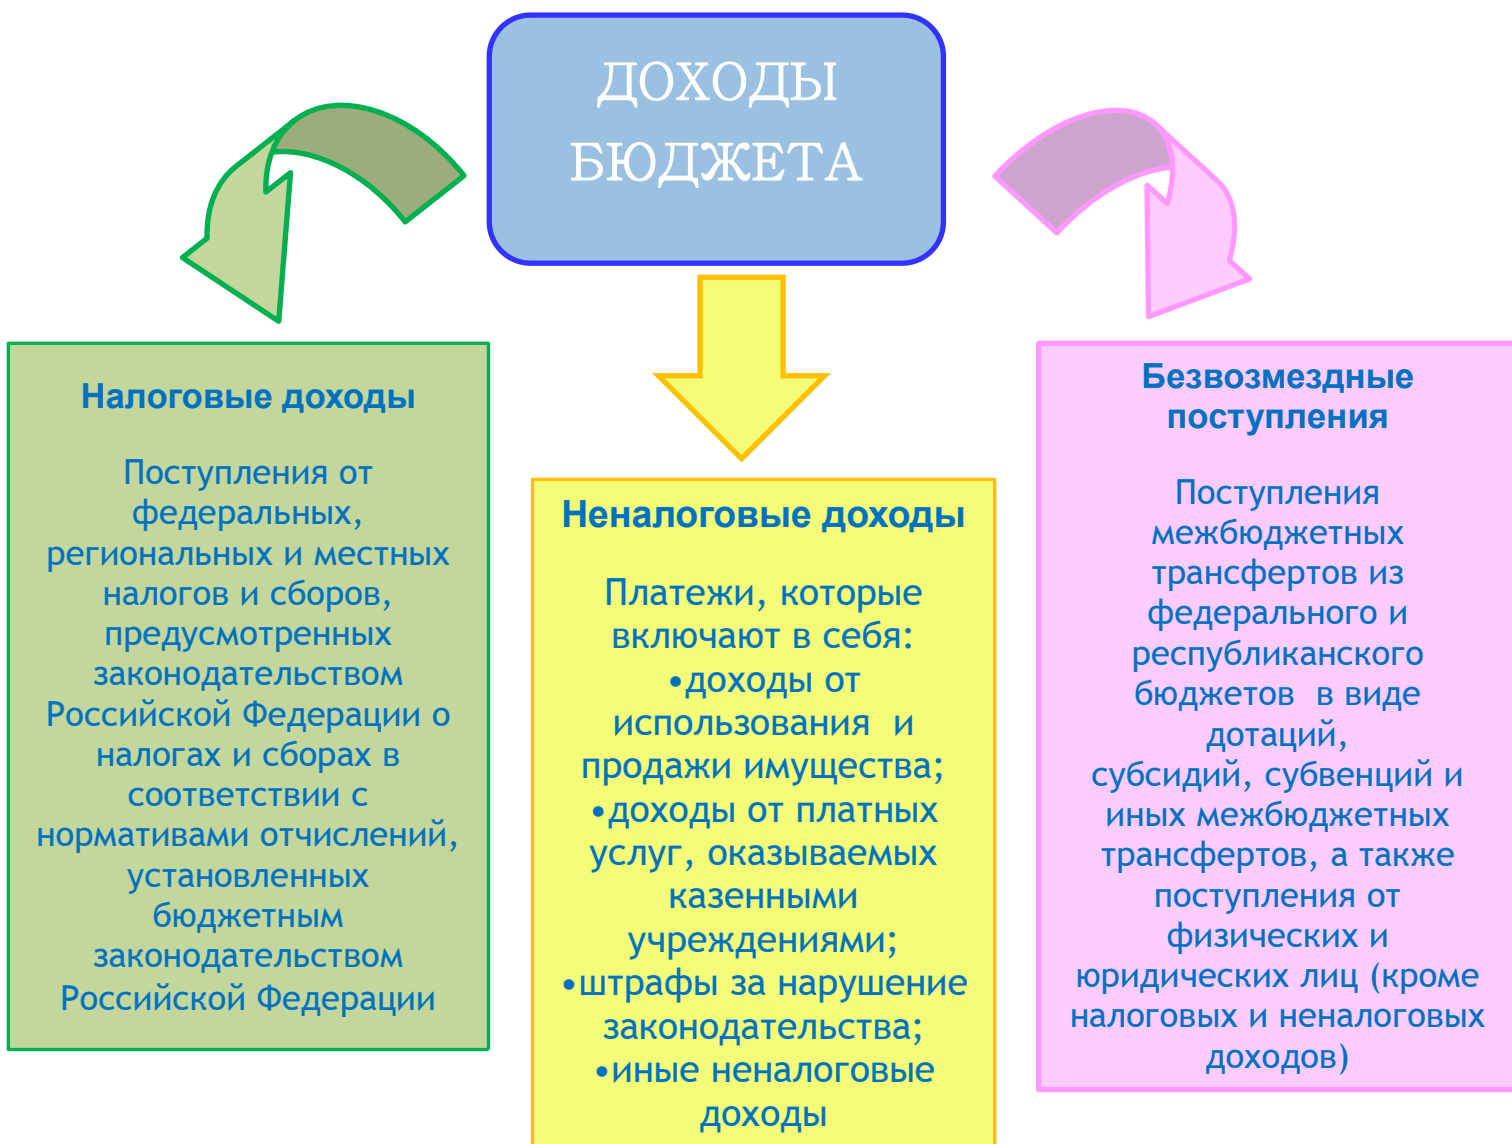 ДОХОДЫ
БЮДЖЕТА
Налоговые доходы
Поступления от
федеральных,
региональных и местных
налогов и сборов,
предусмотренных
законодательством
Российской Федерации о
налогах и сборах в
соответствии с
нормативами отчислений,
установленных
бюджетным
законодательством
Российской Федерации
Неналоговые доходы
Платежи, которые
включают в себя:
•доходы от
использования и
продажи имущества;
•доходы от платных
услуг, оказываемых
казенными
учреждениями;
•штрафы за нарушение
законодательства;
•иные неналоговые
доходы
Безвозмездные
поступления
Поступления
межбюджетных
трансфертов из
федерального и
республиканского
бюджетов в виде
дотаций,
субсидий, субвенций и
иных межбюджетных
трансфертов, а также
поступления от
физических и
юридических лиц (кроме
налоговых и неналоговых
доходов)